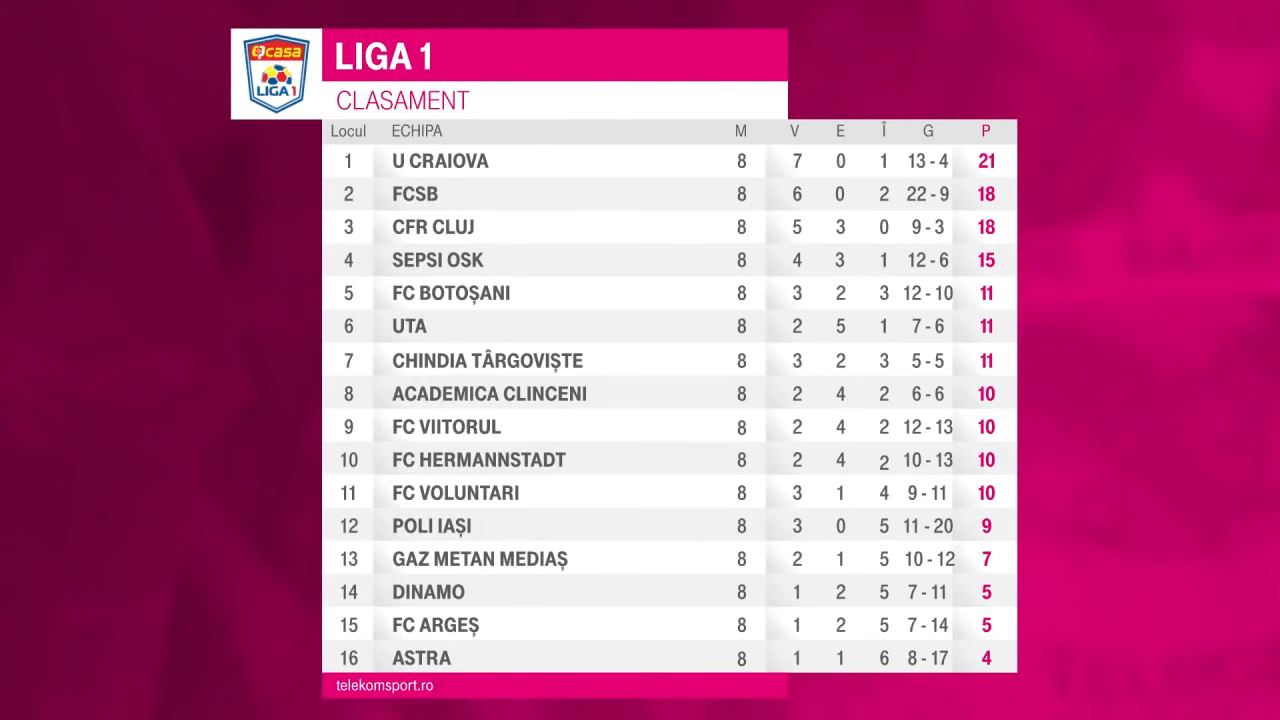 casa
LIGA 1
LIGA 1
CLASAMENT
Locul ECHIPA M V E Î G P
1 U CRAIOVA 8 7 0 1 13 - 4 21
2 FCSB 8 6 0 2 22 - 9 18
3 CFR CLUJ 8 5 3 0 9 - 3 18
4 SEPSI OSK 8 4 3 1 12 - 6 15
5 FC BOTOȘANI 8 3 2 3 12 - 10 11
6 UTA 8 2 5 1 7 - 6 11
7 CHINDIA TÂRGOVIȘTE 8 3 2 3 5 - 5 11
8 ACADEMICA CLINCENI 8 2 4 2 6 - 6 10
9 FC VIITORUL 8 2 4 2 12 - 13 10
10 FC HERMANNSTADT 8 2 4 2 10 - 13 10
11 FC VOLUNTARI 8 3 1 4 9 - 11 10
12 POLI IAȘI 8 3 0 5 11 - 20 9
13 GAZ METAN MEDIAȘ 8 2 1 5 10 - 12 7
14 DINAMO 8 1 2 5 7 - 11 5
15 FC ARGEȘ 8 1 2 5 7 - 14 5
16 ASTRA 8 1 1 6 8 - 17 4
telekomsport.ro